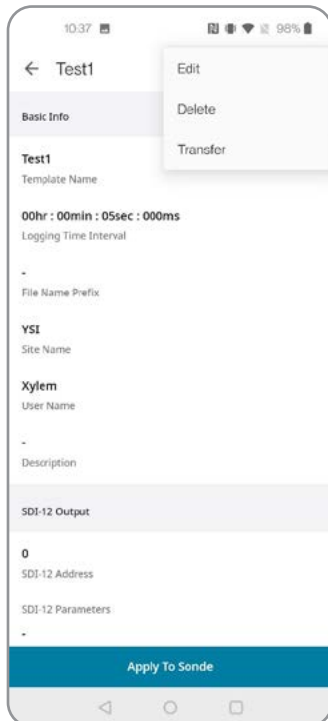 10:37 98%
← Test1
Edit
Delete
Transfer
Basic Info
Test1
Template Name
00hr : 00min : 05sec : 000ms
Logging Time Interval
-
File Name Prefix
YSI
Site Name
Xylem
User Name
-
Description
SDI-12 Output
0
SDI-12 Address
SDI-12 Parameters
-
Apply To Sonde